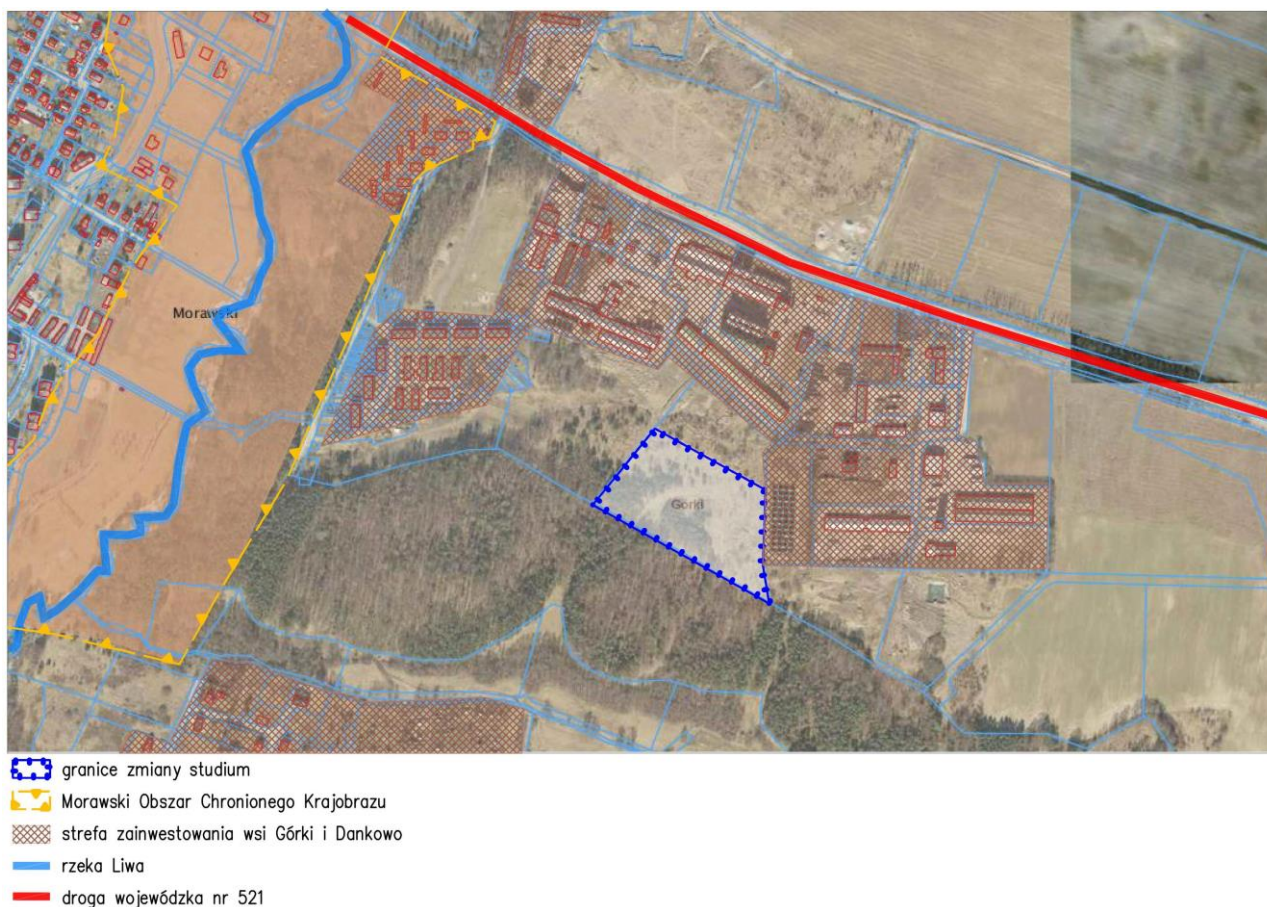 Morawski
Górki
granice zmiany studium
Morawski Obszar Chronionego Krajobrazu
strefa zainwestowania wsi Górki i Dankowo
rzeka Liwa
droga wojewódzka nr 521